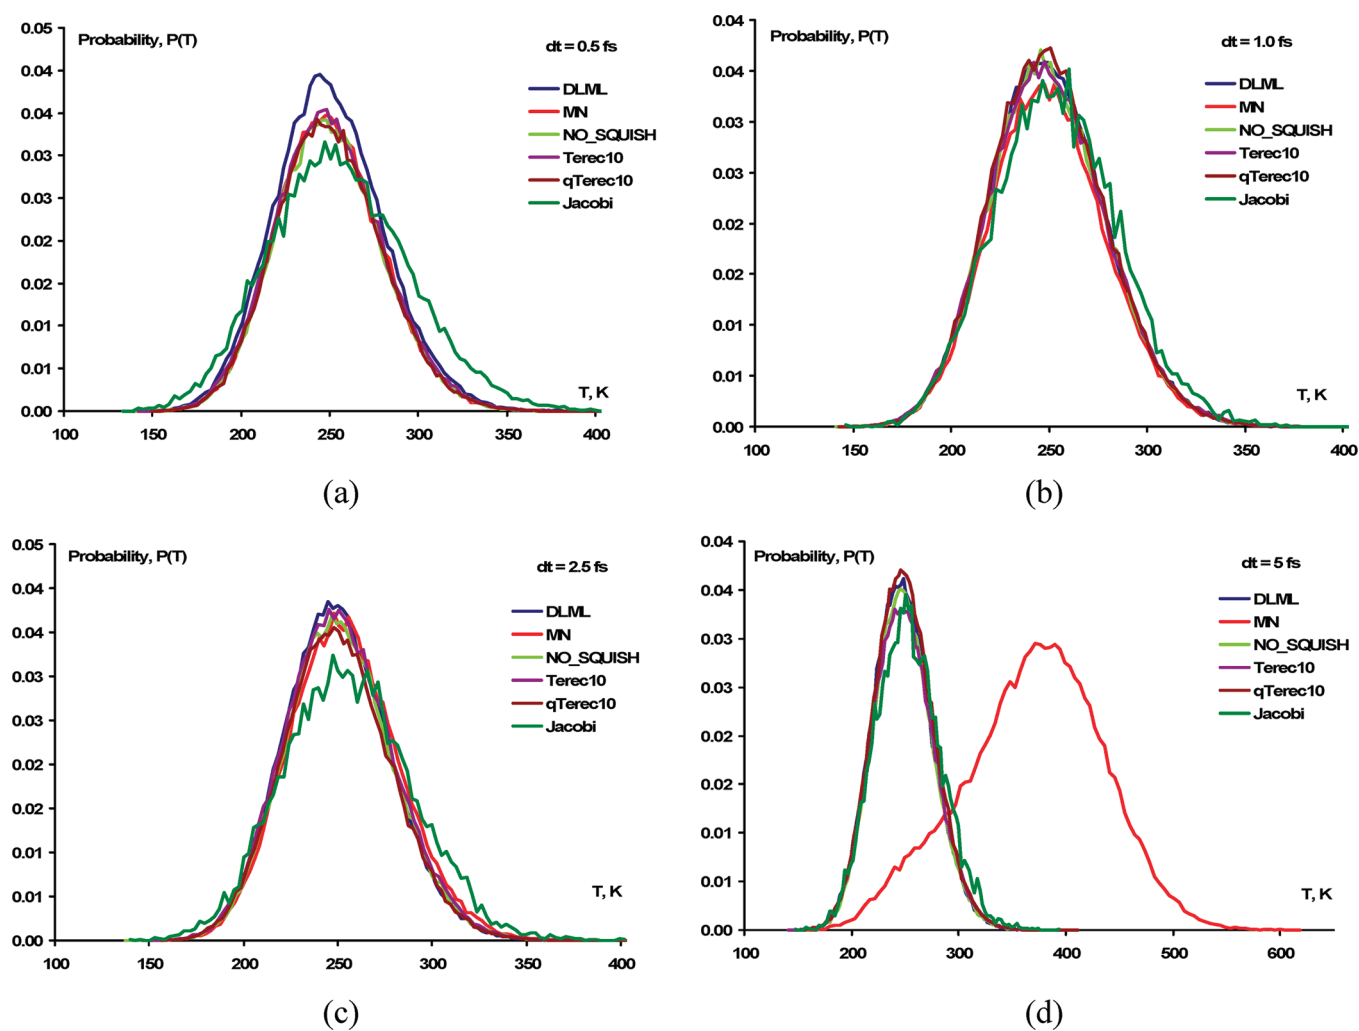 Probability, P(T)
dt = 0.5 fs
DLML
MN
NO_SQUISH
Terec10
qTerec10
Jacobi
0.05
0.04
0.04
0.03
0.03
0.02
0.02
0.01
0.01
0.00
T, K
100 150 200 250 300 350 400
(a)
Probability, P(T)
dt = 1.0 fs
DLML
MN
NO_SQUISH
Terec10
qTerec10
Jacobi
0.04
0.04
0.03
0.03
0.02
0.02
0.01
0.01
0.00
T, K
100 150 200 250 300 350 400
(b)
Probability, P(T)
dt = 2.5 fs
DLML
MN
NO_SQUISH
Terec10
qTerec10
Jacobi
0.05
0.04
0.04
0.03
0.03
0.02
0.02
0.01
0.01
0.00
T, K
100 150 200 250 300 350 400
(c)
Probability, P(T)
dt = 5 fs
DLML
MN
NO_SQUISH
Terec10
qTerec10
Jacobi
0.04
0.04
0.03
0.03
0.02
0.02
0.01
0.01
0.00
T, K
100 200 300 400 500 600
(d)